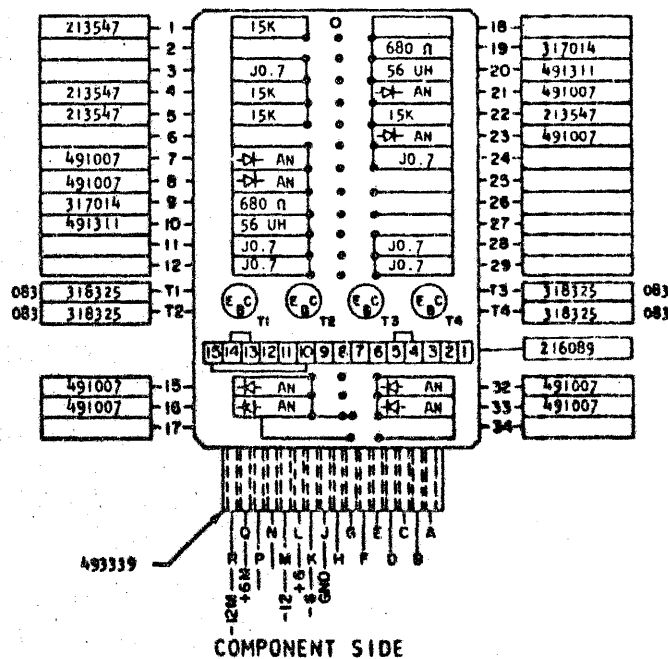 213547 1 15K 18
2 680 Ω 19 317014
3 J0.7 56 UH 20 491311
213547 4 15K AN 21 491007
213547 5 15K 15K 22 213547
6 AN 23 491007
491007 7 AN J0.7 24
491007 8 AN 25
317014 9 680 Ω 26
491311 10 56 UH 27
11 J0.7 J0.7 28
12 J0.7 J0.7 29
083 318325 T1 E B C E B C E B C E B C T3 318325 083
083 318325 T2 T1 T2 T3 T4 T4 318325 083
15 14 13 12 11 10 9 8 7 6 5 4 3 2 1 216089
491007 15 AN AN 32 491007
491007 16 AN AN 33 491007
17 34
Q N L J G E C A
493339 R P M K H F D B
-12M +6M -12 +6 -6 GND
COMPONENT SIDE